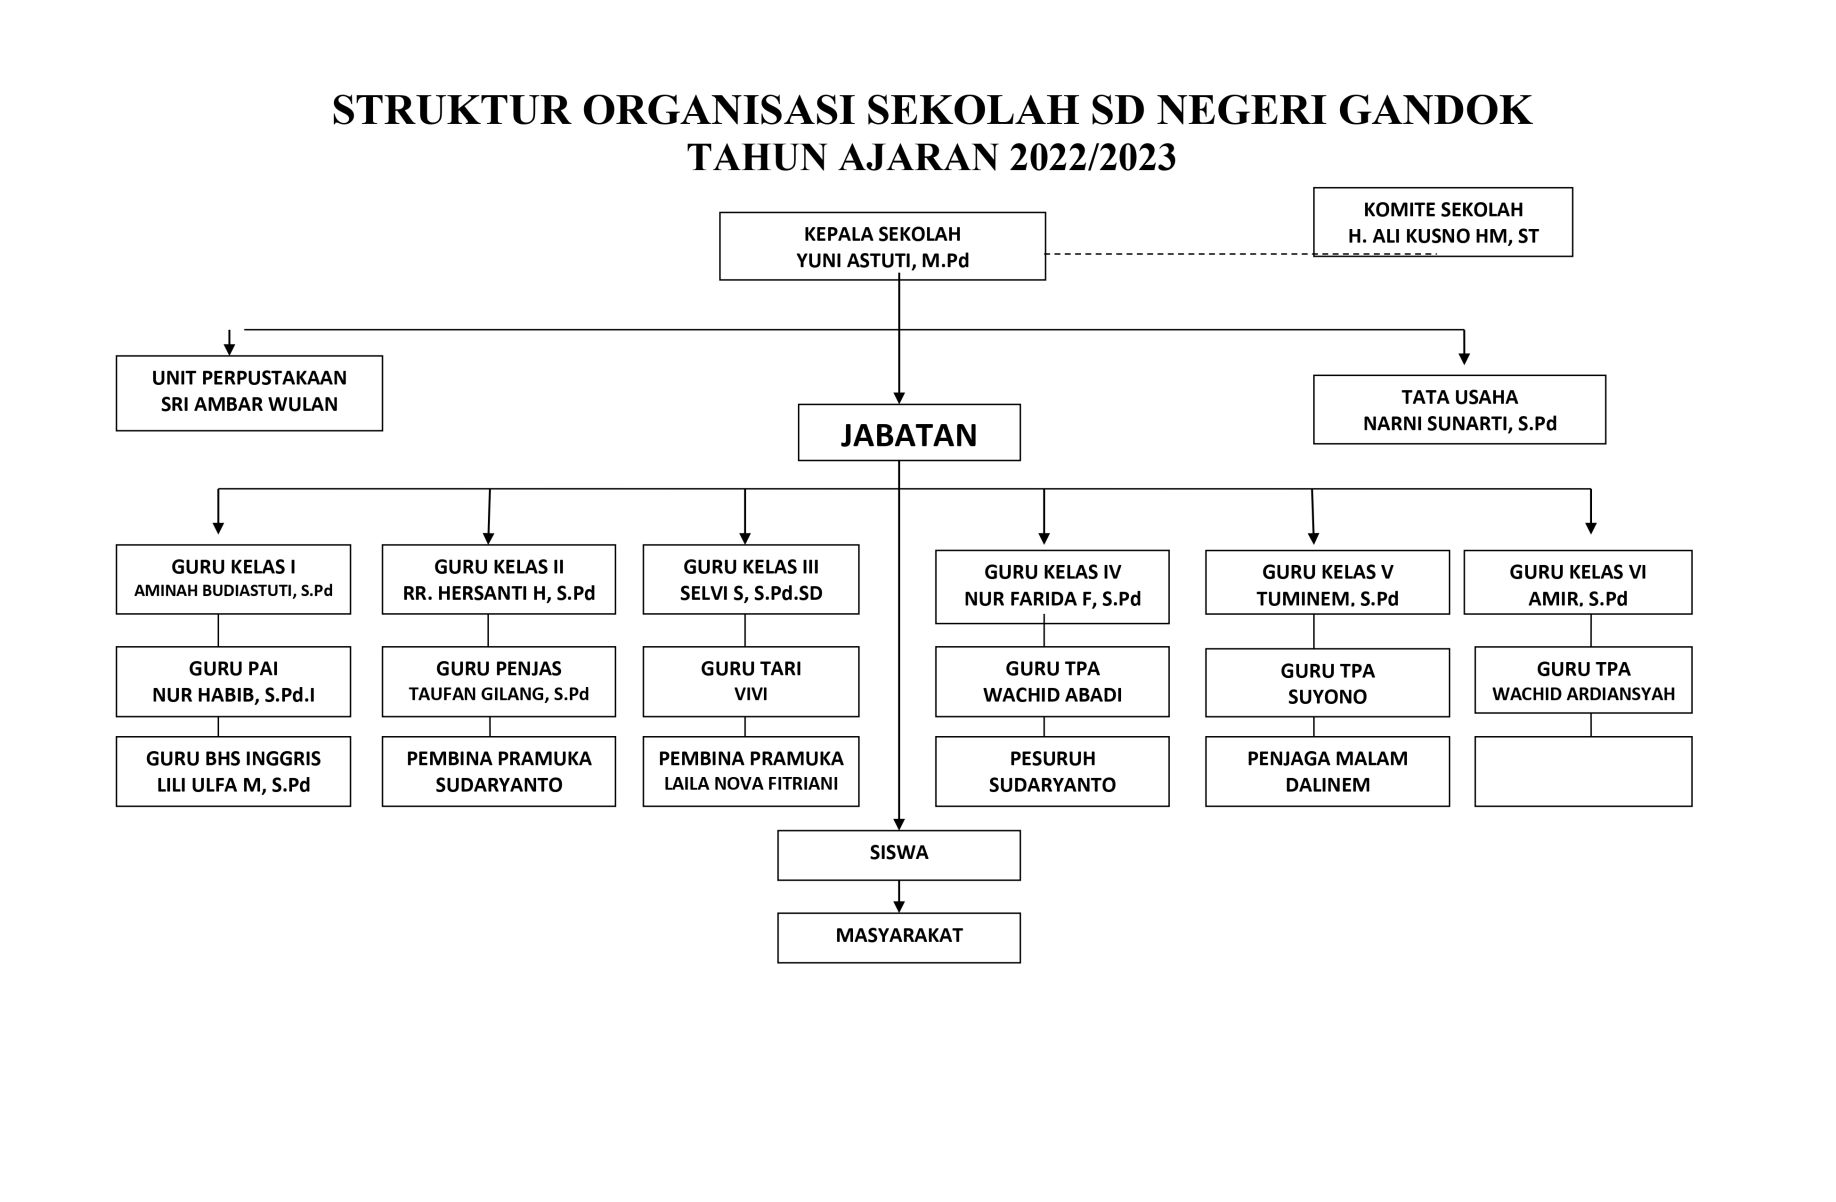 STRUKTUR ORGANISASI SEKOLAH SD NEGERI GANDOK
TAHUN AJARAN 2022/2023
KOMITE SEKOLAH
H. ALI KUSNO HM, ST
KEPALA SEKOLAH
YUNI ASTUTI, M.Pd
UNIT PERPUSTAKAAN
SRI AMBAR WULAN
TATA USAHA
NARNI SUNARTI, S.Pd
JABATAN
GURU KELAS I
AMINAH BUDIASTUTI, S.Pd
GURU KELAS II
RR. HERSANTI H, S.Pd
GURU KELAS III
SELVI S, S.Pd.SD
GURU KELAS IV
NUR FARIDA F, S.Pd
GURU KELAS V
TUMINEM, S.Pd
GURU KELAS VI
AMIR, S.Pd
GURU PAI
NUR HABIB, S.Pd.I
GURU PENJAS
TAUFAN GILANG, S.Pd
GURU TARI
VIVI
GURU TPA
WACHID ABADI
GURU TPA
SUYONO
GURU TPA
WACHID ARDIANSYAH
GURU BHS INGGRIS
LILI ULFA M, S.Pd
PEMBINA PRAMUKA
SUDARYANTO
PEMBINA PRAMUKA
LAILA NOVA FITRIANI
PESURUH
SUDARYANTO
PENJAGA MALAM
DALINEM
SISWA
MASYARAKAT